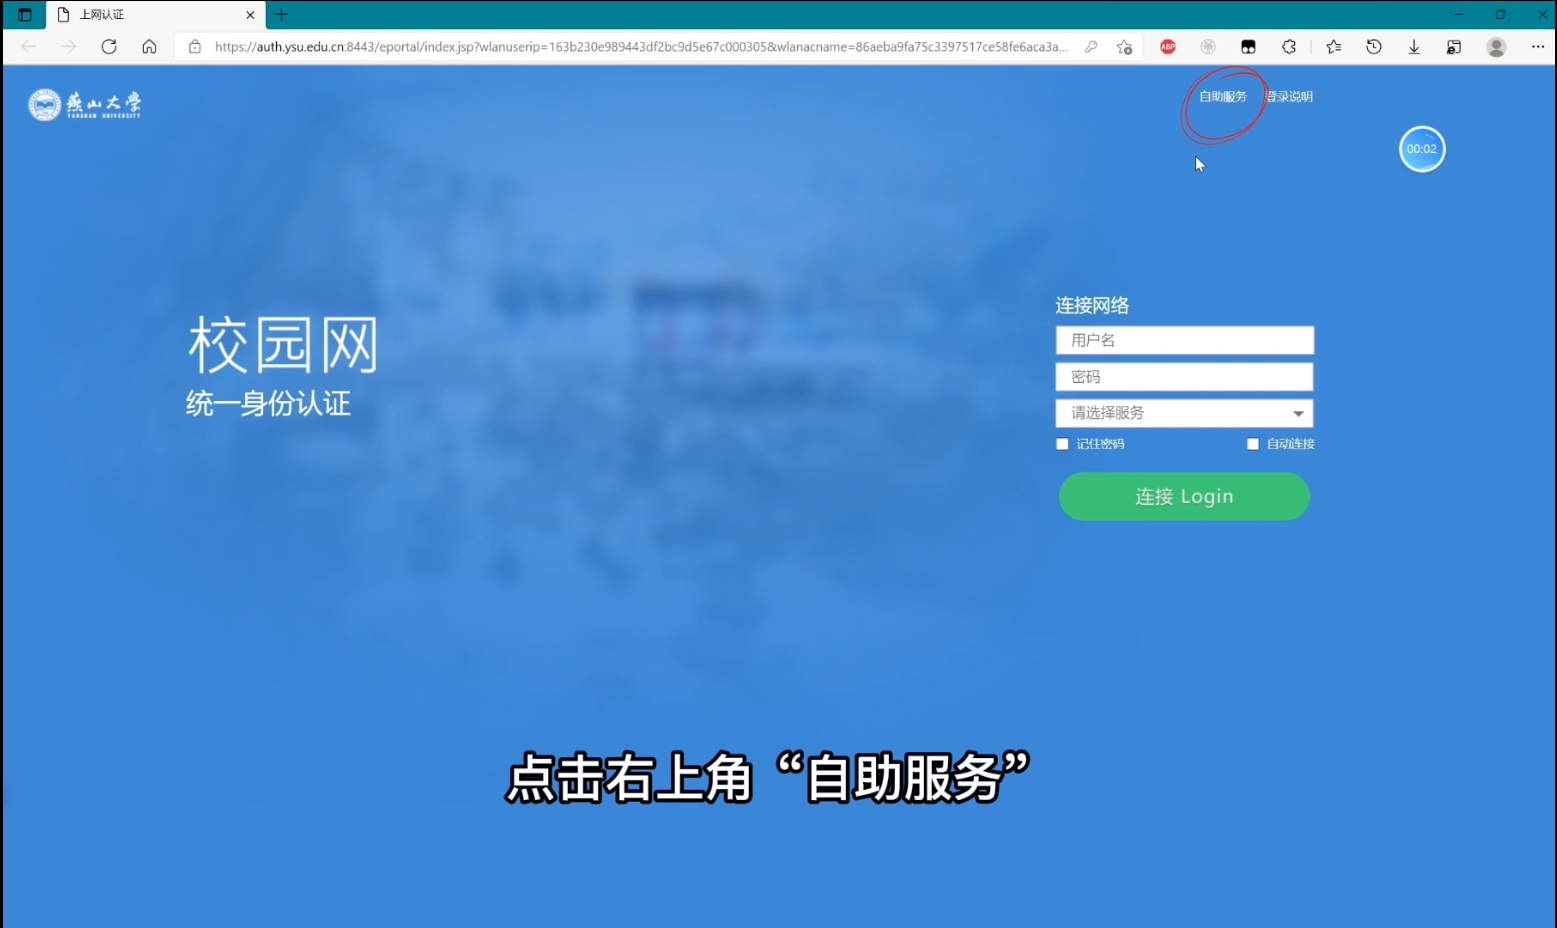 上网认证
https://auth.ysu.edu.cn:8443/eportal/index.jsp?wlanuserip=163b230e989443df2bc9d5e67c000305&wlanacname=86aeba9fa75c3397517ce58fe6aca3a...
ABP
燕山大学
YANSHAN UNIVERSITY
自助服务 登录说明
00:02
校园网
统一身份认证
连接网络
用户名
密码
请选择服务
记住密码 自动连接
连接 Login
点击右上角“自助服务”